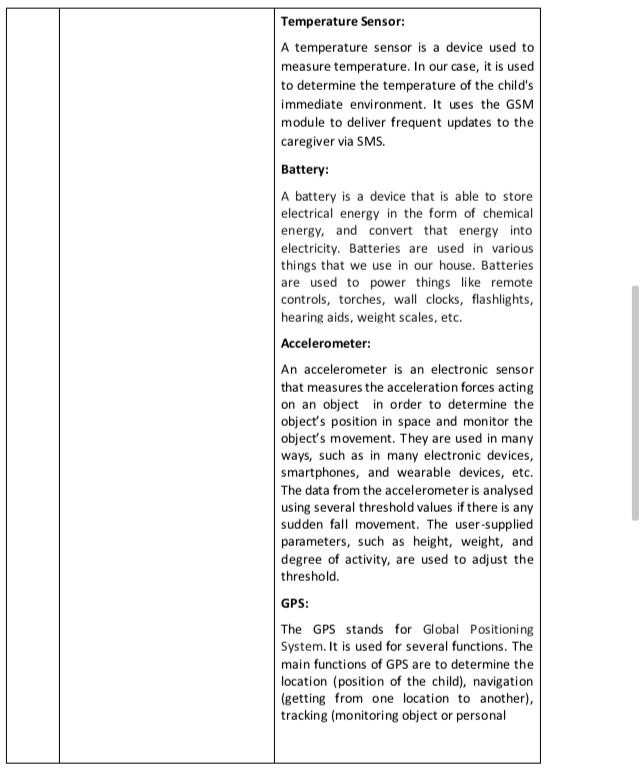 Temperature Sensor:
A temperature sensor is a device used to
measure temperature. In our case, it is used
to determine the temperature of the child's
immediate environment. It uses the GSM
module to deliver frequent updates to the
caregiver via SMS.
Battery:
A battery is a device that is able to store
electrical energy in the form of chemical
energy, and convert that energy into
electricity. Batteries are used in various
things that we use in our house. Batteries
are used to power things like remote
controls, torches, wall clocks, flashlights,
hearing aids, weight scales, etc.
Accelerometer:
An accelerometer is an electronic sensor
that measures the acceleration forces acting
on an object in order to determine the
object's position in space and monitor the
object's movement. They are used in many
ways, such as in many electronic devices,
smartphones, and wearable devices, etc.
The data from the accelerometer is analysed
using several threshold values if there is any
sudden fall movement. The user-supplied
parameters, such as height, weight, and
degree of activity, are used to adjust the
threshold.
GPS:
The GPS stands for Global Positioning
System. It is used for several functions. The
main functions of GPS are to determine the
location (position of the child), navigation
(getting from one location to another),
tracking (monitoring object or personal